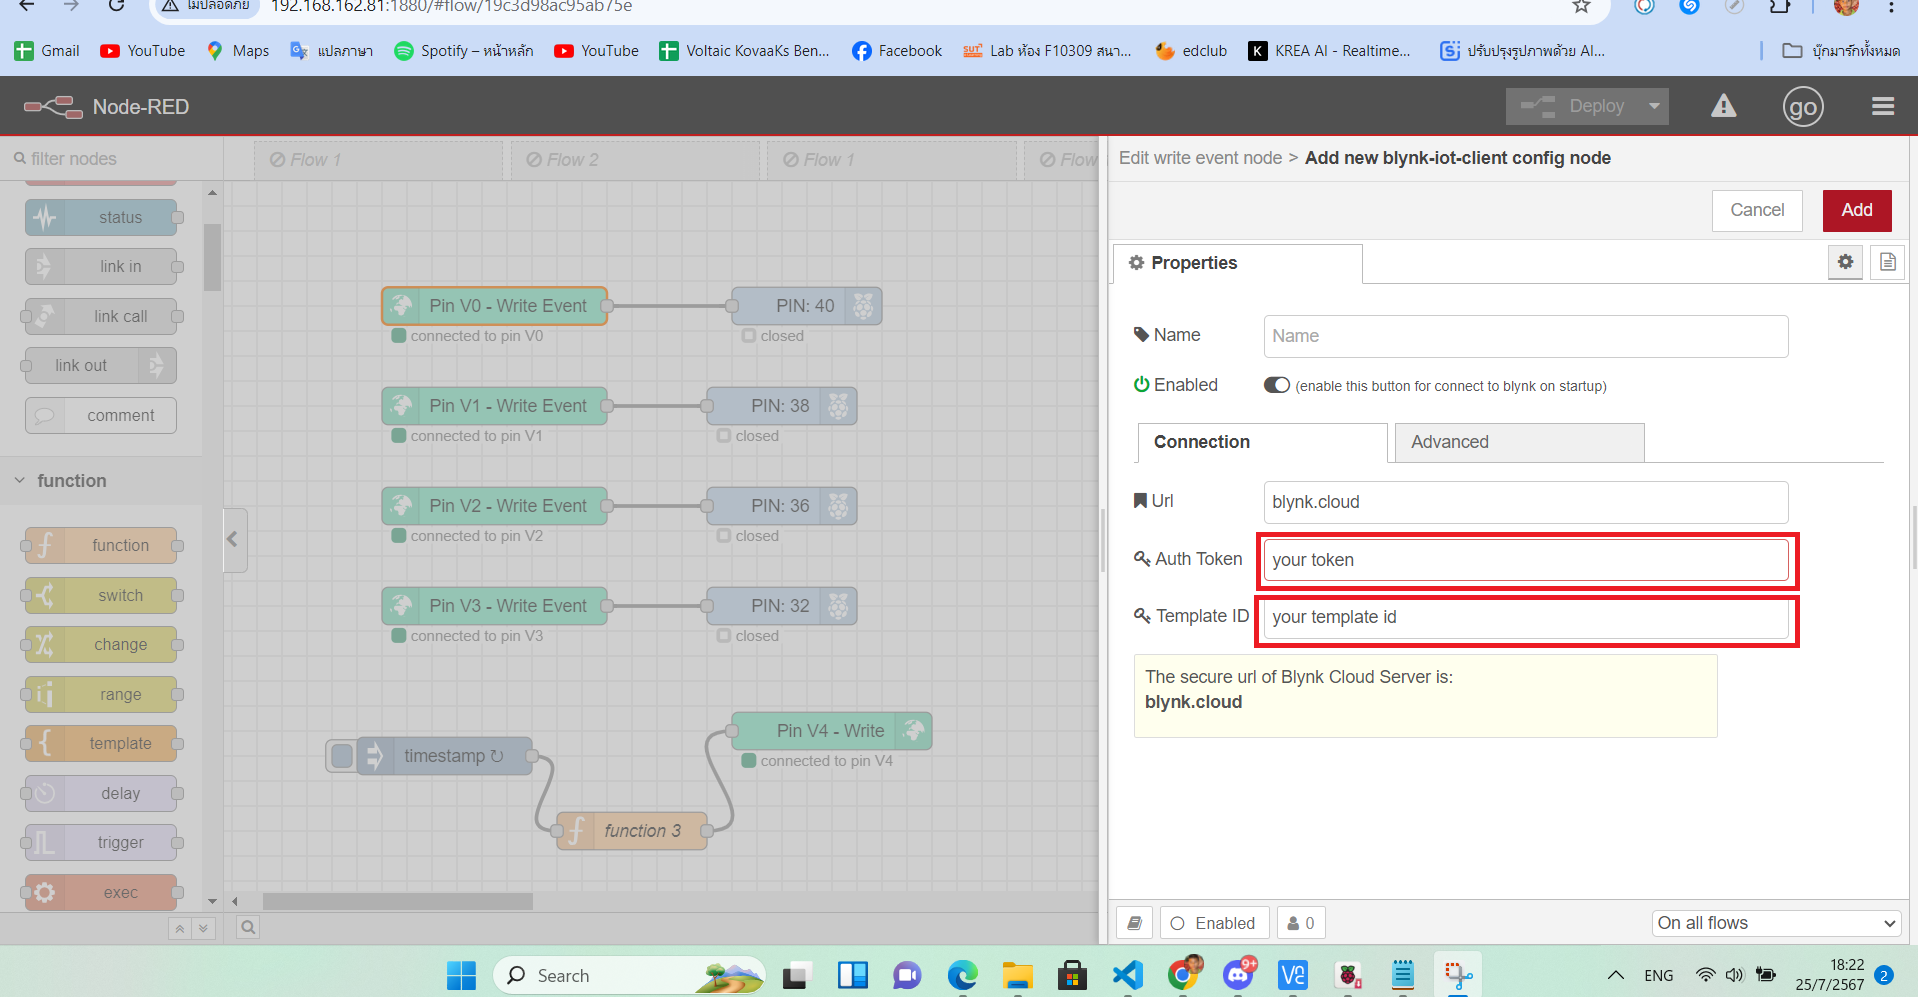 ไม่ปลอดภัย 192.168.162.81:1880/#flow/19c3d98ac95ab75e
Gmail YouTube Maps แปลภาษา Spotify – หน้าหลัก YouTube Voltaic KovaaKs Ben... Facebook Lab ห้อง F10309 สนา... edclub KREA AI - Realtime... ปรับปรุงรูปภาพด้วย AI... บุ๊กมาร์กทั้งหมด
Node-RED Deploy go
filter nodes
Flow 1 Flow 2 Flow 1 Flow
status
link in
link call
link out
comment
function
function
switch
change
range
template
delay
trigger
exec
Pin V0 - Write Event PIN: 40
connected to pin V0 closed
Pin V1 - Write Event PIN: 38
connected to pin V1 closed
Pin V2 - Write Event PIN: 36
connected to pin V2 closed
Pin V3 - Write Event PIN: 32
connected to pin V3 closed
Pin V4 - Write
connected to pin V4
timestamp ↻
function 3
Edit write event node > Add new blynk-iot-client config node
Cancel Add
Properties
Name Name
Enabled (enable this button for connect to blynk on startup)
Connection Advanced
Url blynk.cloud
Auth Token your token
Template ID your template id
The secure url of Blynk Cloud Server is:
blynk.cloud
Enabled 0 On all flows
Search 9+ ENG 18:22
25/7/2567 2